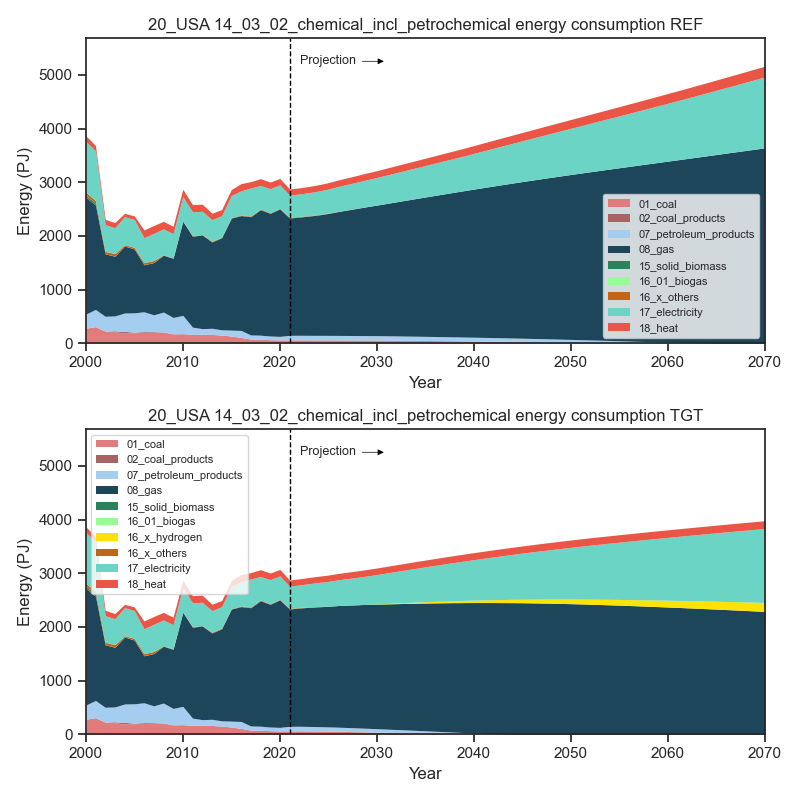 20_USA 14_03_02_chemical_incl_petrochemical energy consumption REF
Projection
5000
4000
3000
2000
1000
0
Energy (PJ)
01_coal
02_coal_products
07_petroleum_products
08_gas
15_solid_biomass
16_01_biogas
16_x_others
17_electricity
18_heat
2000 2010 2020 2030 2040 2050 2060 2070
Year
20_USA 14_03_02_chemical_incl_petrochemical energy consumption TGT
Projection
01_coal
02_coal_products
07_petroleum_products
08_gas
15_solid_biomass
16_01_biogas
16_x_hydrogen
16_x_others
17_electricity
18_heat
5000
4000
3000
2000
1000
0
Energy (PJ)
2000 2010 2020 2030 2040 2050 2060 2070
Year